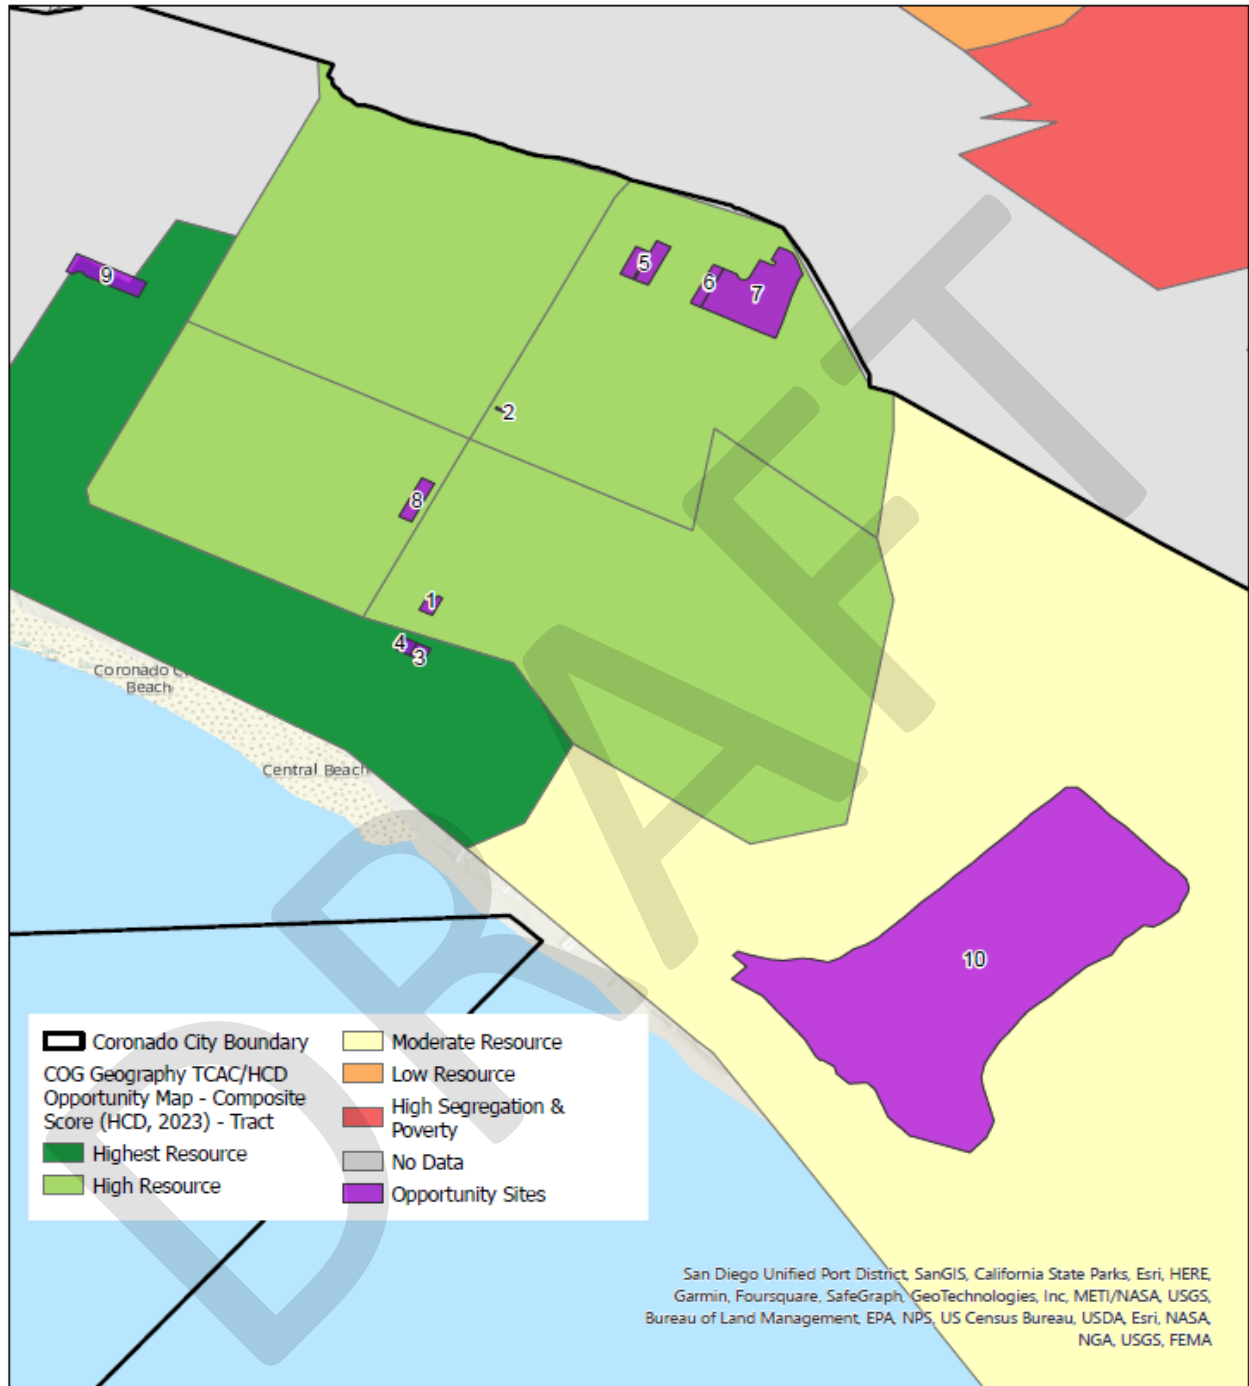 9
5
6
7
2
8
1
4
3
Coronado C
Beach
Central Beach
10
DRAFT
Coronado City Boundary
COG Geography TCAC/HCD
Opportunity Map - Composite
Score (HCD, 2023) - Tract
Highest Resource
High Resource
Moderate Resource
Low Resource
High Segregation &
Poverty
No Data
Opportunity Sites
San Diego Unified Port District, SanGIS, California State Parks, Esri, HERE,
Garmin, Foursquare, SafeGraph, GeoTechnologies, Inc, METI/NASA, USGS,
Bureau of Land Management, EPA, NPS, US Census Bureau, USDA, Esri, NASA,
NGA, USGS, FEMA